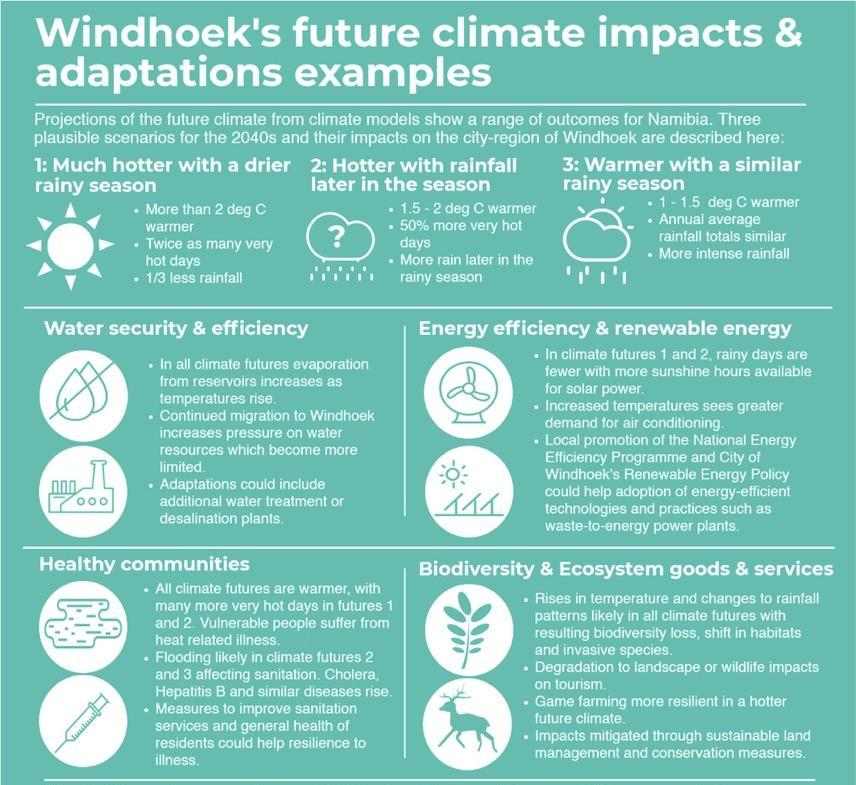 Windhoek's future climate impacts &
adaptations examples
Projections of the future climate from climate models show a range of outcomes for Namibia. Three
plausible scenarios for the 2040s and their impacts on the city-region of Windhoek are described here:
1: Much hotter with a drier
rainy season
• More than 2 deg C
warmer
• Twice as many very
hot days
• 1/3 less rainfall
2: Hotter with rainfall
later in the season
?
• 1.5 - 2 deg C warmer
• 50% more very hot
days
• More rain later in the
rainy season
3: Warmer with a similar
rainy season
• 1 - 1.5 deg C warmer
• Annual average
rainfall totals similar
• More intense rainfall
Water security & efficiency
• In all climate futures evaporation
from reservoirs increases as
temperatures rise.
• Continued migration to Windhoek
increases pressure on water
resources which become more
limited.
• Adaptations could include
additional water treatment or
desalination plants.
Energy efficiency & renewable energy
• In climate futures 1 and 2, rainy days are
fewer with more sunshine hours available
for solar power.
• Increased temperatures sees greater
demand for air conditioning.
• Local promotion of the National Energy
Efficiency Programme and City of
Windhoek's Renewable Energy Policy
could help adoption of energy-efficient
technologies and practices such as
waste-to-energy power plants.
Healthy communities
• All climate futures are warmer, with
many more very hot days in futures 1
and 2. Vulnerable people suffer from
heat related illness.
• Flooding likely in climate futures 2
and 3 affecting sanitation. Cholera,
Hepatitis B and similar diseases rise.
• Measures to improve sanitation
services and general health of
residents could help resilience to
illness.
Biodiversity & Ecosystem goods & services
• Rises in temperature and changes to rainfall
patterns likely in all climate futures with
resulting biodiversity loss, shift in habitats
and invasive species.
• Degradation to landscape or wildlife impacts
on tourism.
• Game farming more resilient in a hotter
future climate.
• Impacts mitigated through sustainable land
management and conservation measures.